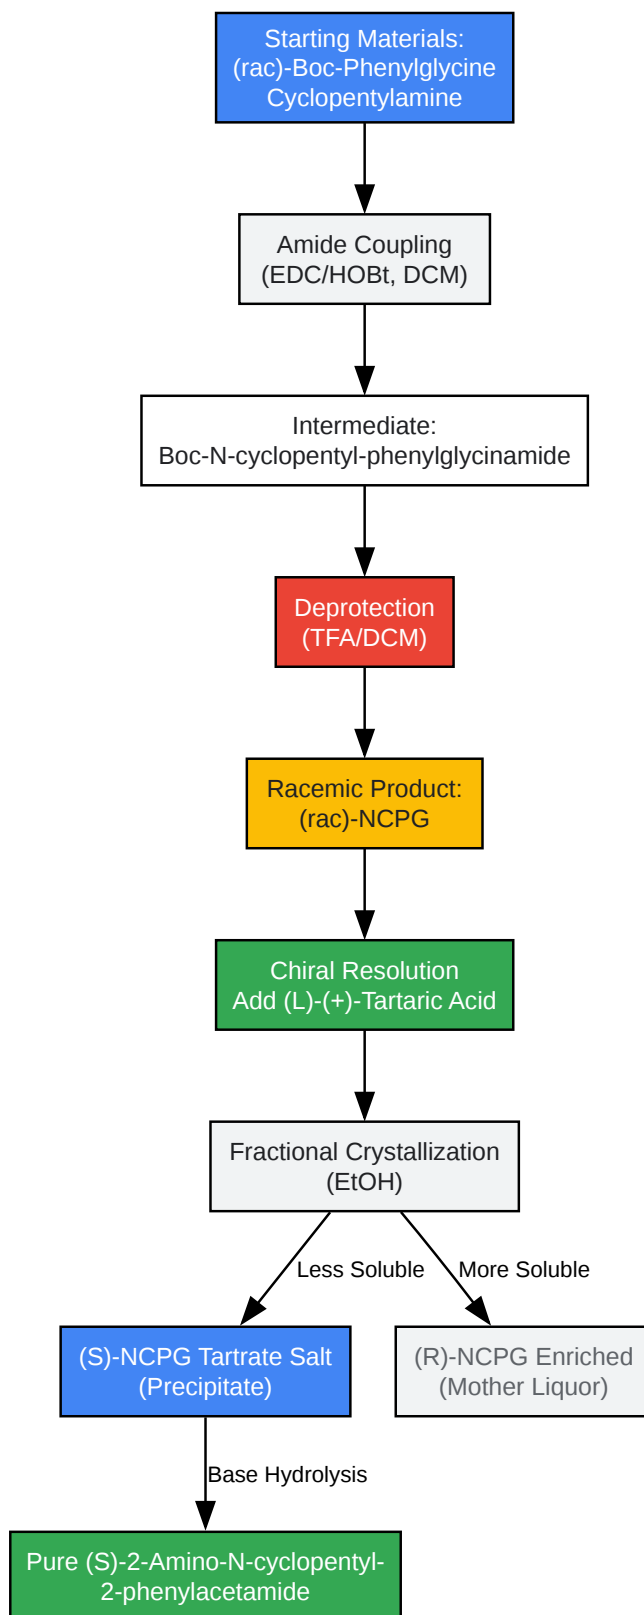 Starting Materials:
(rac)-Boc-Phenylglycine
Cyclopentylamine
Amide Coupling
(EDC/HOBt, DCM)
Intermediate:
Boc-N-cyclopentyl-phenylglycinamide
Deprotection
(TFA/DCM)
Racemic Product:
(rac)-NCPG
Chiral Resolution
Add (L)-(+)-Tartaric Acid
Fractional Crystallization
(EtOH)
Less Soluble
More Soluble
(S)-NCPG Tartrate Salt
(Precipitate)
(R)-NCPG Enriched
(Mother Liquor)
Base Hydrolysis
Pure (S)-2-Amino-N-cyclopentyl-
2-phenylacetamide